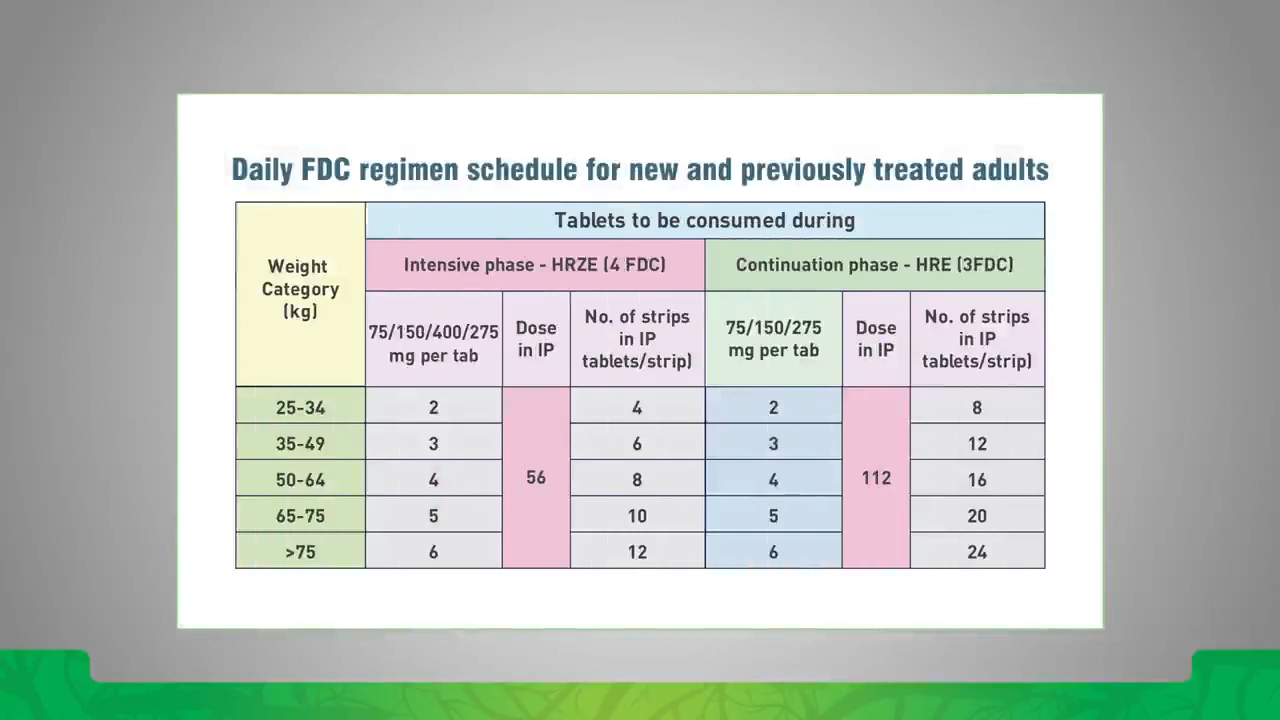 Daily FDC regimen schedule for new and previously treated adults
Weight
Category
(kg)
Tablets to be consumed during
Intensive phase - HRZE (4 FDC)
Continuation phase - HRE (3FDC)
75/150/400/275
mg per tab
Dose
in IP
No. of strips
in IP
tablets/strip)
75/150/275
mg per tab
Dose
in IP
No. of strips
in IP
tablets/strip)
25-34 2 4 2 8
35-49 3 6 3 12
50-64 4 56 8 4 112 16
65-75 5 10 5 20
>75 6 12 6 24